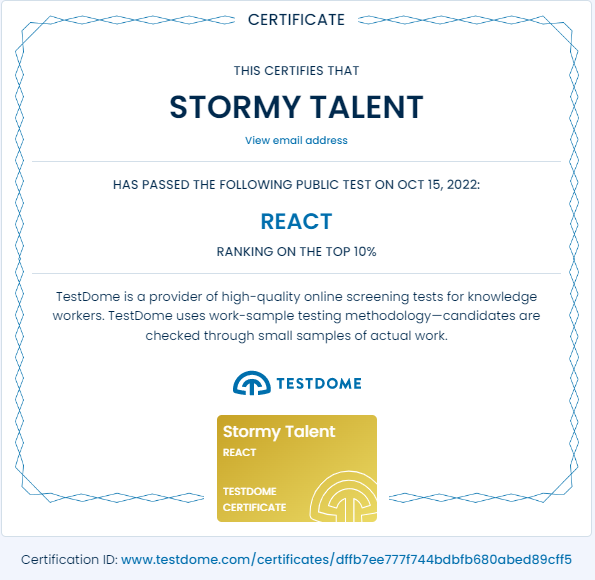 CERTIFICATE
THIS CERTIFIES THAT
STORMY TALENT
View email address
HAS PASSED THE FOLLOWING PUBLIC TEST ON OCT 15, 2022:
REACT
RANKING ON THE TOP 10%
TestDome is a provider of high-quality online screening tests for knowledge
workers. TestDome uses work-sample testing methodology—candidates are
checked through small samples of actual work.
TESTDOME
Stormy Talent
REACT
TESTDOME
CERTIFICATE
Certification ID: www.testdome.com/certificates/dffb7ee777f744bdbfb680abed89cff5